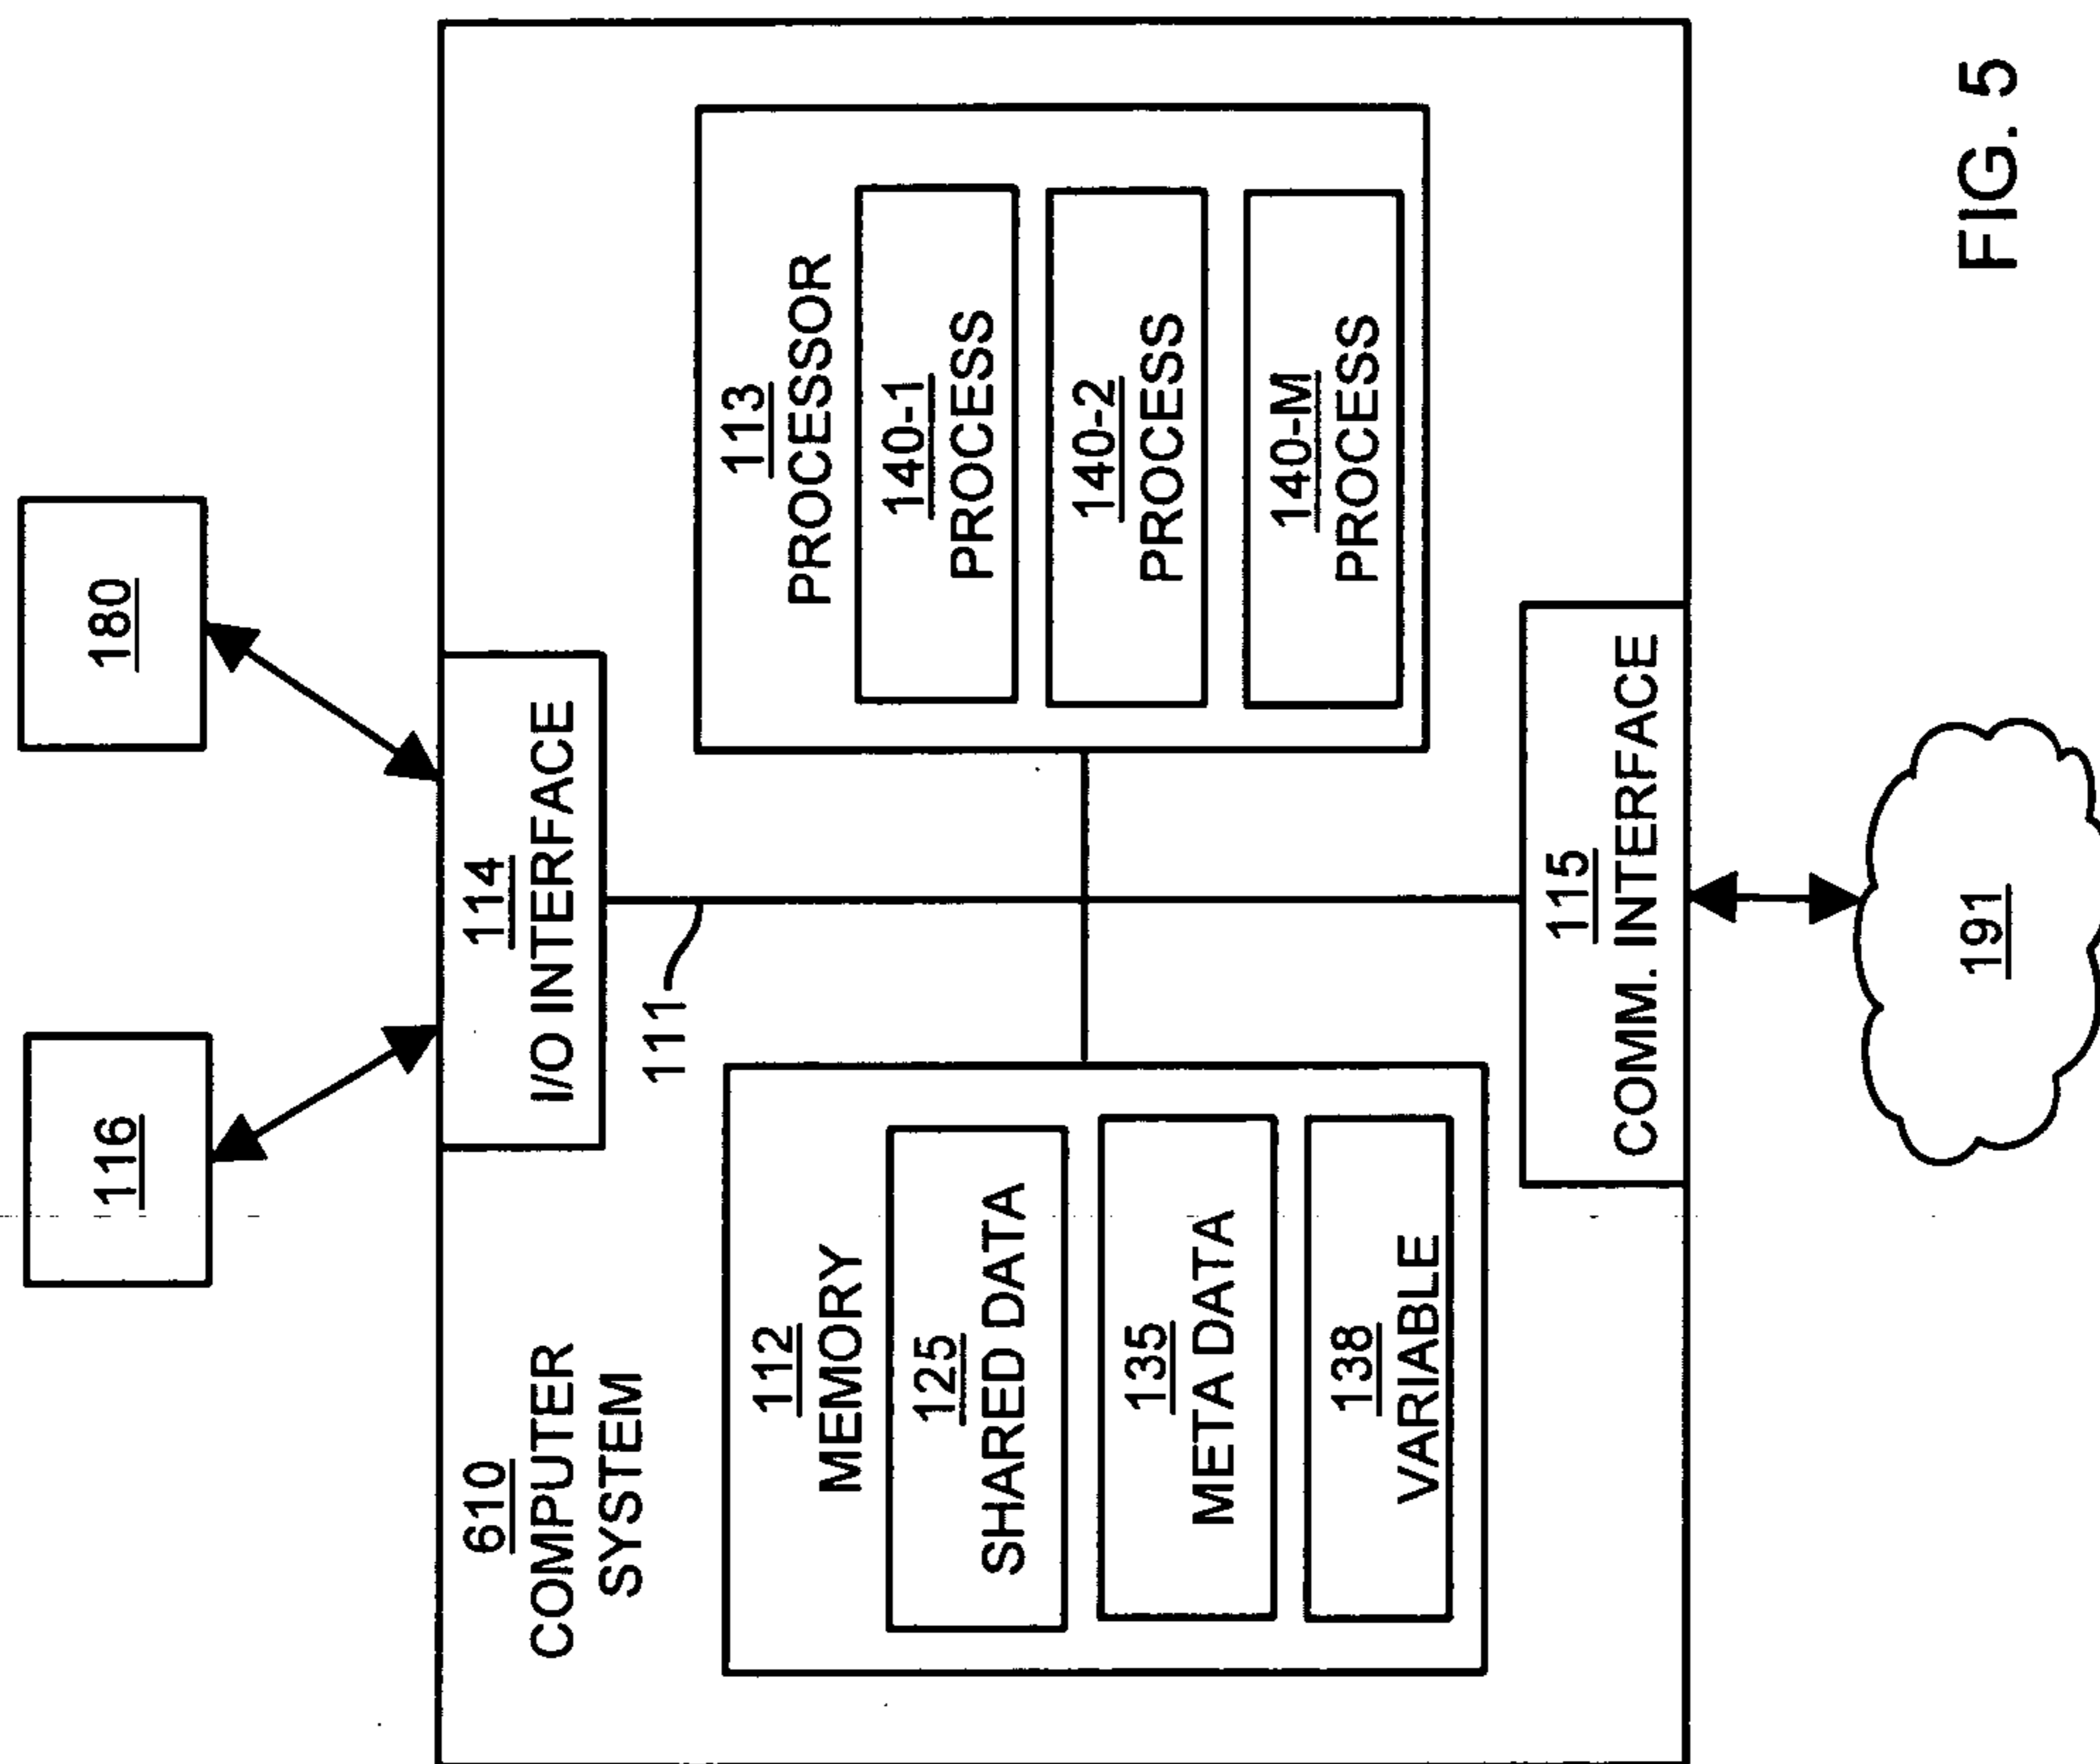 116
180
610
COMPUTER
SYSTEM
114
I/O INTERFACE
111
112
MEMORY
125
SHARED DATA
135
META DATA
138
VARIABLE
113
PROCESSOR
140-1
PROCESS
140-2
PROCESS
140-M
PROCESS
115
COMM. INTERFACE
191
FIG. 5